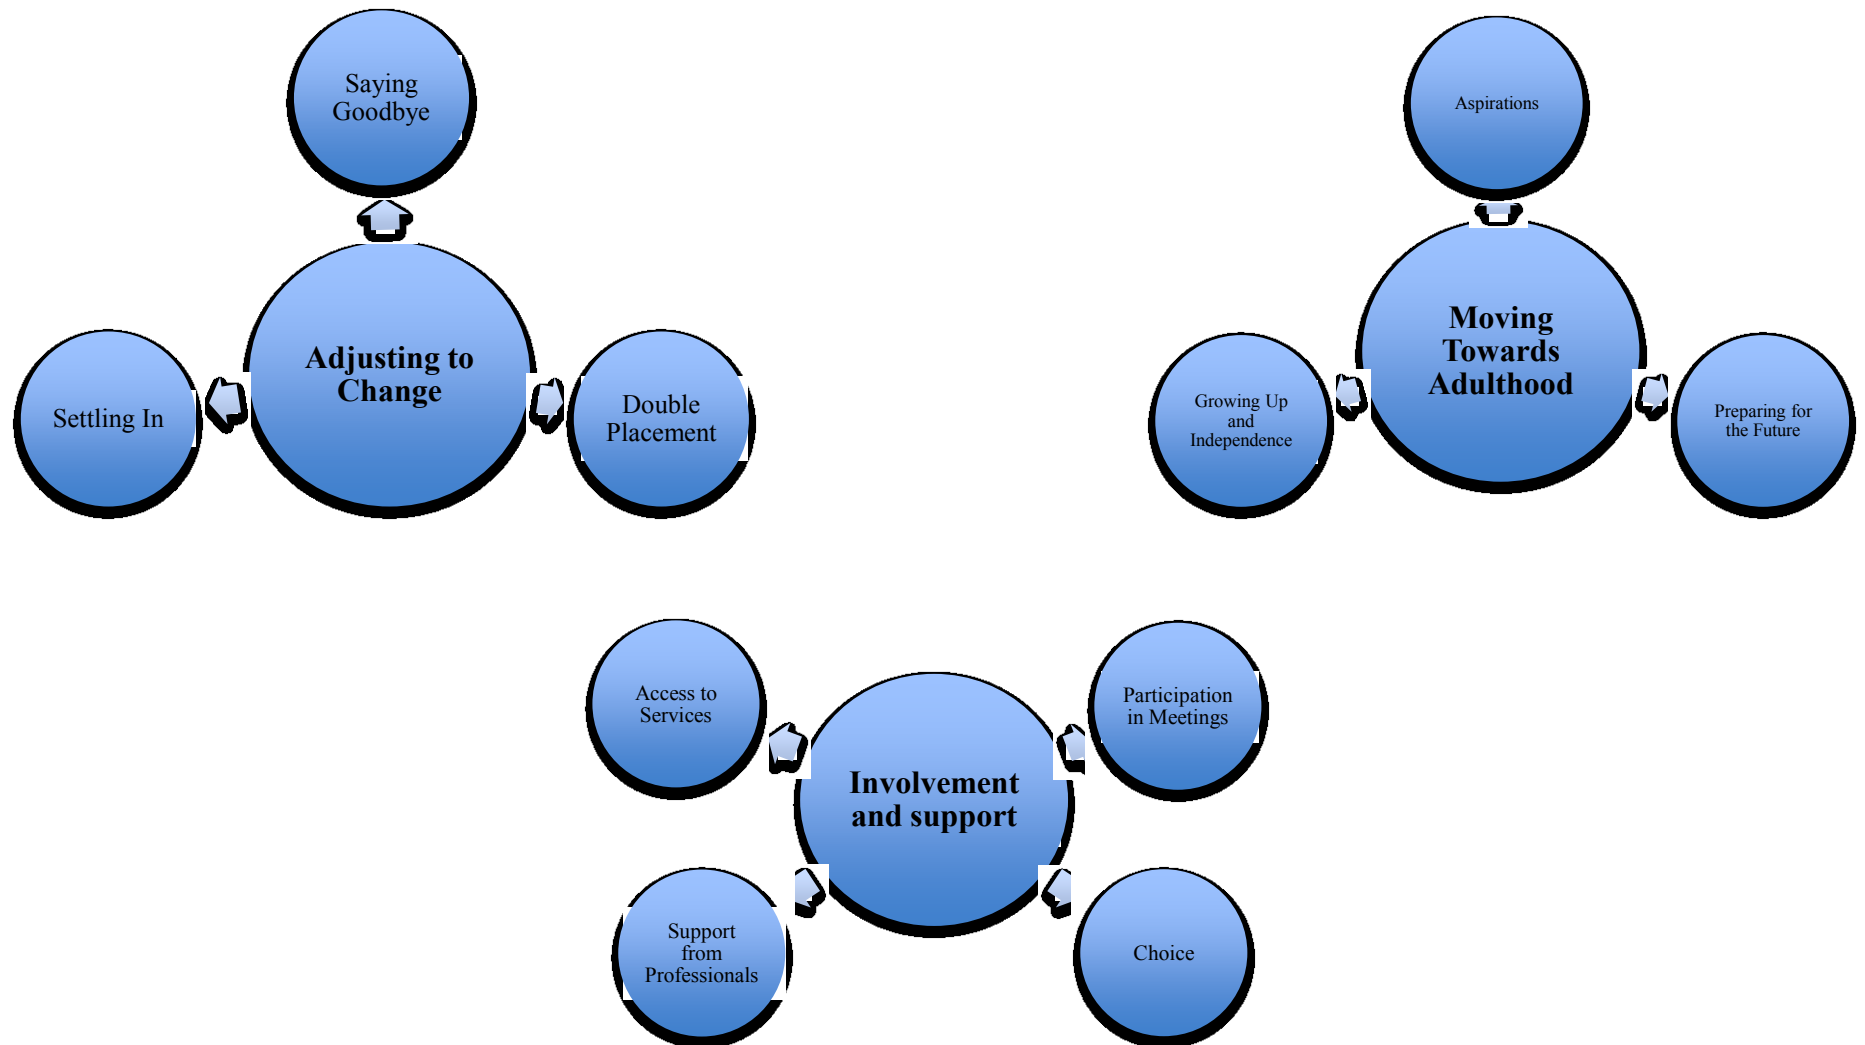 Saying
Goodbye
Adjusting to
Change
Settling In
Double
Placement
Aspirations
Moving
Towards
Adulthood
Growing Up
and
Independence
Preparing for
the Future
Access to
Services
Participation
in Meetings
Involvement
and support
Support
from
Professionals
Choice